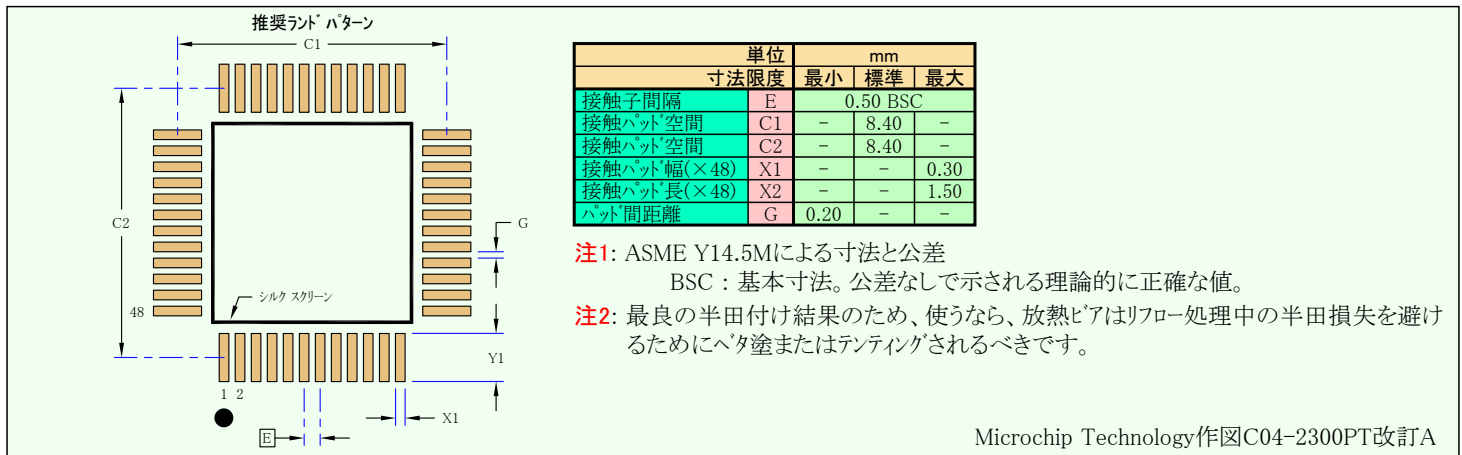 推奨ランド パターン
C1
C2
G
シルク スクリーン
48
Y1
1 2
X1
E
単位 mm
寸法限度 最小 標準 最大
接触子間隔 E 0.50 BSC
接触パッド空間 C1 - 8.40 -
接触パッド空間 C2 - 8.40 -
接触パッド幅(×48) X1 - - 0.30
接触パッド長(×48) X2 - - 1.50
パッド間距離 G 0.20 - -
注1: ASME Y14.5Mによる寸法と公差
BSC : 基本寸法。公差なしで示される理論的に正確な値。
注2: 最良の半田付け結果のため、使うなら、放熱ビアはリフロー処理中の半田損失を避け
るためにベタ塗またはテンティングされるべきです。
Microchip Technology作図C04-2300PT改訂A